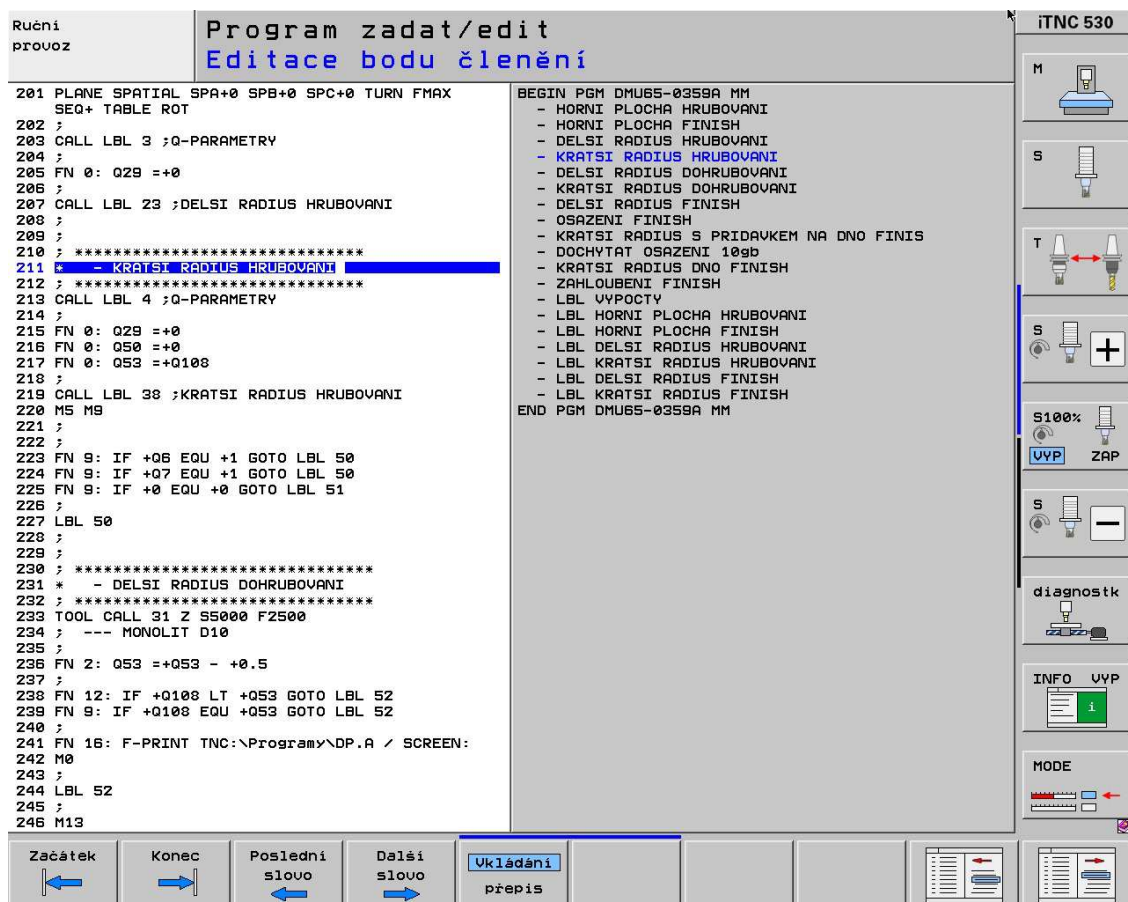 Ruční
provoz
Program zadat/edit
Editace bodu členění
iTNC 530
201 PLANE SPATIAL SPA+0 SPB+0 SPC+0 TURN FMAX
SEQ+ TABLE ROT
202 ;
203 CALL LBL 3 ;Q-PARAMETRY
204 ;
205 FN 0: Q29 =+0
206 ;
207 CALL LBL 23 ;DELSI RADIUS HRUBOVANI
208 ;
209 ;
210 ; ******************************
211 *   - KRATSI RADIUS HRUBOVANI
212 ; ******************************
213 CALL LBL 4 ;Q-PARAMETRY
214 ;
215 FN 0: Q29 =+0
216 FN 0: Q50 =+0
217 FN 0: Q53 =+Q108
218 ;
219 CALL LBL 38 ;KRATSI RADIUS HRUBOVANI
220 M5 M9
221 ;
222 ;
223 FN 9: IF +Q6 EQU +1 GOTO LBL 50
224 FN 9: IF +Q7 EQU +1 GOTO LBL 50
225 FN 9: IF +0 EQU +0 GOTO LBL 51
226 ;
227 LBL 50
228 ;
229 ;
230 ; *******************************
231 *   - DELSI RADIUS DOHRUBOVANI
232 ; *******************************
233 TOOL CALL 31 Z S5000 F2500
234 ;  --- MONOLIT D10
235 ;
236 FN 2: Q53 =+Q53 - +0.5
237 ;
238 FN 12: IF +Q108 LT +Q53 GOTO LBL 52
239 FN 9: IF +Q108 EQU +Q53 GOTO LBL 52
240 ;
241 FN 16: F-PRINT TNC:\Programy\DP.A / SCREEN:
242 M0
243 ;
244 LBL 52
245 ;
246 M13
BEGIN PGM DMU65-0359A MM
- HORNI PLOCHA HRUBOVANI
- HORNI PLOCHA FINISH
- DELSI RADIUS HRUBOVANI
- KRATSI RADIUS HRUBOVANI
- DELSI RADIUS DOHRUBOVANI
- KRATSI RADIUS DOHRUBOVANI
- DELSI RADIUS FINISH
- OSAZENI FINISH
- KRATSI RADIUS S PRIDAVKEM NA DNO FINIS
- DOCHYTAT OSAZENI 10gb
- KRATSI RADIUS DNO FINISH
- ZAHLOUBENI FINISH
- LBL VYPOCTY
- LBL HORNI PLOCHA HRUBOVANI
- LBL HORNI PLOCHA FINISH
- LBL DELSI RADIUS HRUBOVANI
- LBL KRATSI RADIUS HRUBOVANI
- LBL DELSI RADIUS FINISH
- LBL KRATSI RADIUS FINISH
END PGM DMU65-0359A MM
M
S
T
S
+
S100%
VYP ZAP
S
−
diagnostk
INFO VYP
i
MODE
Začátek
Konec
Poslední
slovo
Další
slovo
Vkládání
přepis